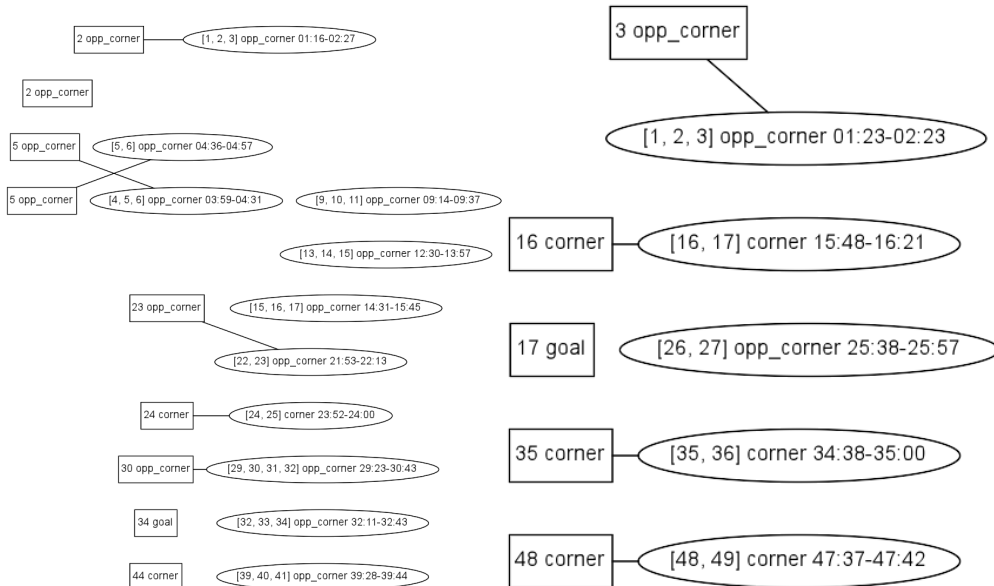 2 opp_corner
[1, 2, 3] opp_corner 01:16-02:27
2 opp_corner
5 opp_corner
[5, 6] opp_corner 04:36-04:57
5 opp_corner
[4, 5, 6] opp_corner 03:59-04:31
[9, 10, 11] opp_corner 09:14-09:37
[13, 14, 15] opp_corner 12:30-13:57
23 opp_corner
[15, 16, 17] opp_corner 14:31-15:45
[22, 23] opp_corner 21:53-22:13
24 corner
[24, 25] corner 23:52-24:00
30 opp_corner
[29, 30, 31, 32] opp_corner 29:23-30:43
34 goal
[32, 33, 34] opp_corner 32:11-32:43
44 corner
[39, 40, 41] opp_corner 39:28-39:44
3 opp_corner
[1, 2, 3] opp_corner 01:23-02:23
16 corner
[16, 17] corner 15:48-16:21
17 goal
[26, 27] opp_corner 25:38-25:57
35 corner
[35, 36] corner 34:38-35:00
48 corner
[48, 49] corner 47:37-47:42